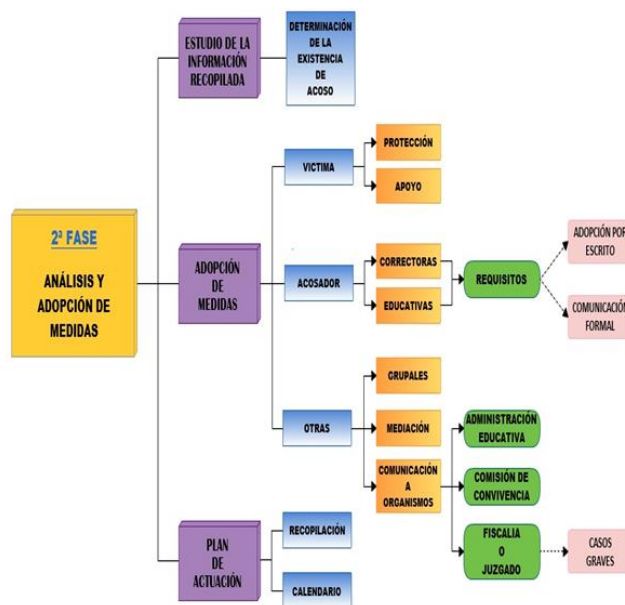 2ª FASE
ANÁLISIS Y
ADOPCIÓN DE
MEDIDAS
ESTUDIO DE LA
INFORMACIÓN
RECOPILADA
DETERMINACIÓN
DE LA
EXISTENCIA
DE
ACOSO
ADOPCIÓN
DE
MEDIDAS
VICTIMA
PROTECCIÓN
APOYO
ACOSADOR
CORRECTORAS
EDUCATIVAS
REQUISITOS
ADOPCIÓN POR
ESCRITO
COMUNICACIÓN
FORMAL
OTRAS
GRUPALES
MEDIACIÓN
COMUNICACIÓN
A
ORGANISMOS
ADMINISTRACIÓN
EDUCATIVA
COMISIÓN DE
CONVIVENCIA
FISCALIA
O
JUZGADO
CASOS
GRAVES
PLAN
DE
ACTUACIÓN
RECOPILACIÓN
CALENDARIO